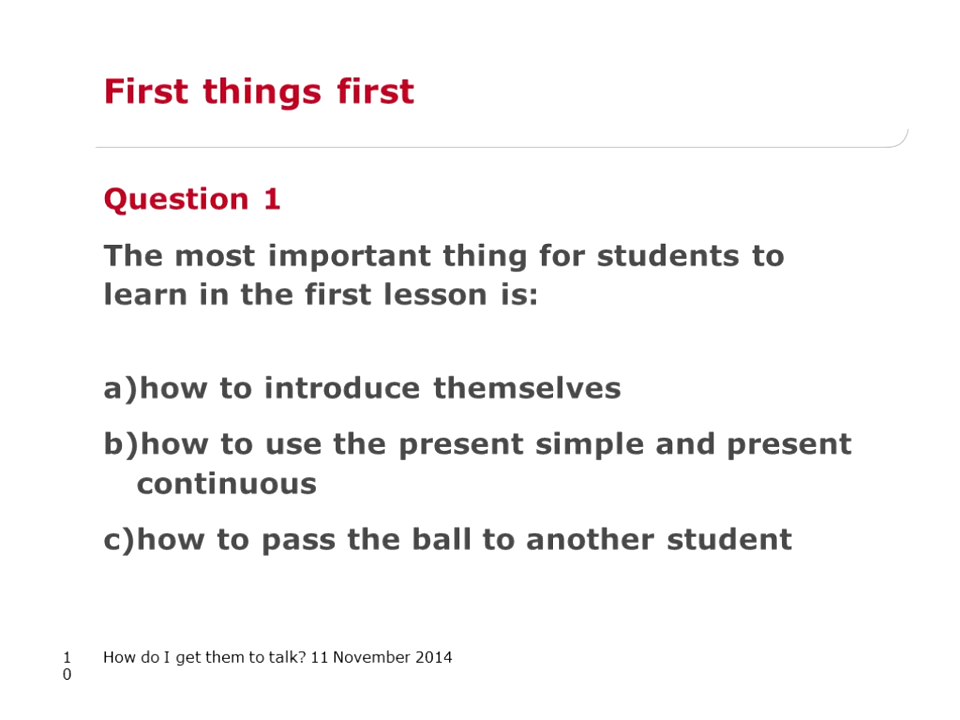 First things first
Question 1
The most important thing for students to
learn in the first lesson is:
a)how to introduce themselves
b)how to use the present simple and present
continuous
c)how to pass the ball to another student
1
0
How do I get them to talk? 11 November 2014